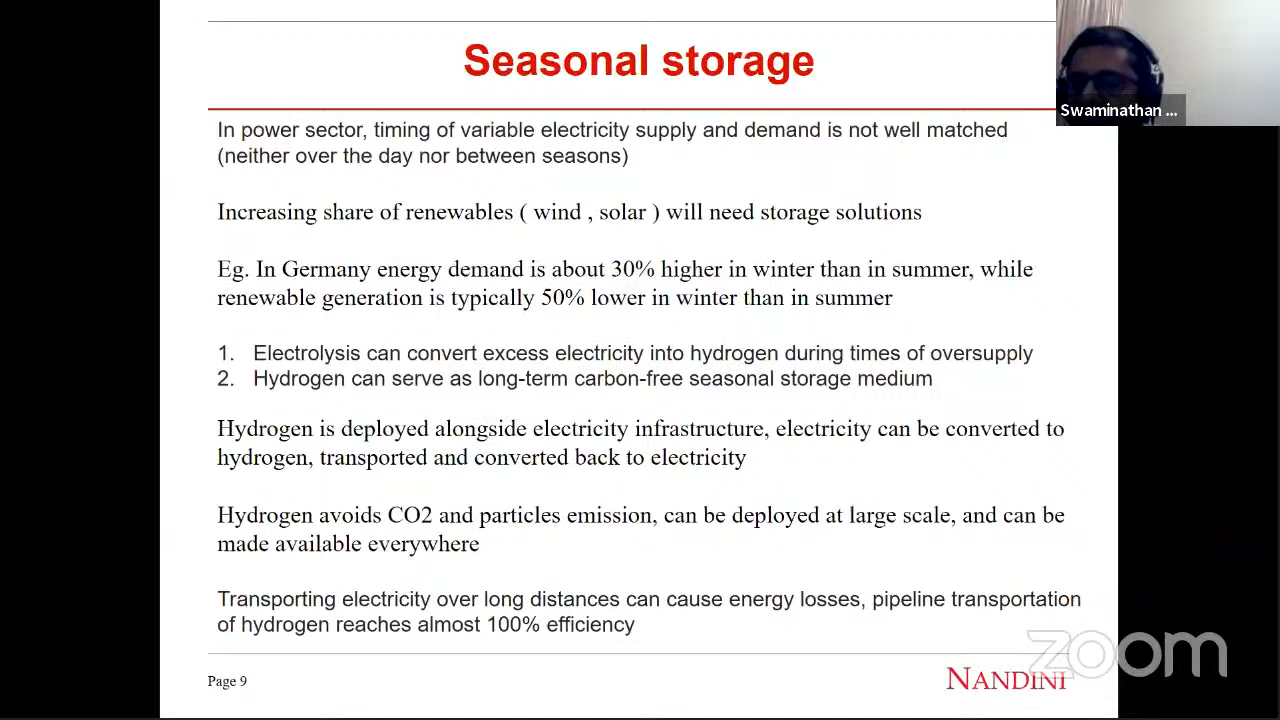 Seasonal storage
Swaminathan ...
In power sector, timing of variable electricity supply and demand is not well matched
(neither over the day nor between seasons)
Increasing share of renewables ( wind , solar ) will need storage solutions
Eg. In Germany energy demand is about 30% higher in winter than in summer, while
renewable generation is typically 50% lower in winter than in summer
1. Electrolysis can convert excess electricity into hydrogen during times of oversupply
2. Hydrogen can serve as long-term carbon-free seasonal storage medium
Hydrogen is deployed alongside electricity infrastructure, electricity can be converted to
hydrogen, transported and converted back to electricity
Hydrogen avoids CO2 and particles emission, can be deployed at large scale, and can be
made available everywhere
Transporting electricity over long distances can cause energy losses, pipeline transportation
of hydrogen reaches almost 100% efficiency
zoom
Page 9
NANDINI